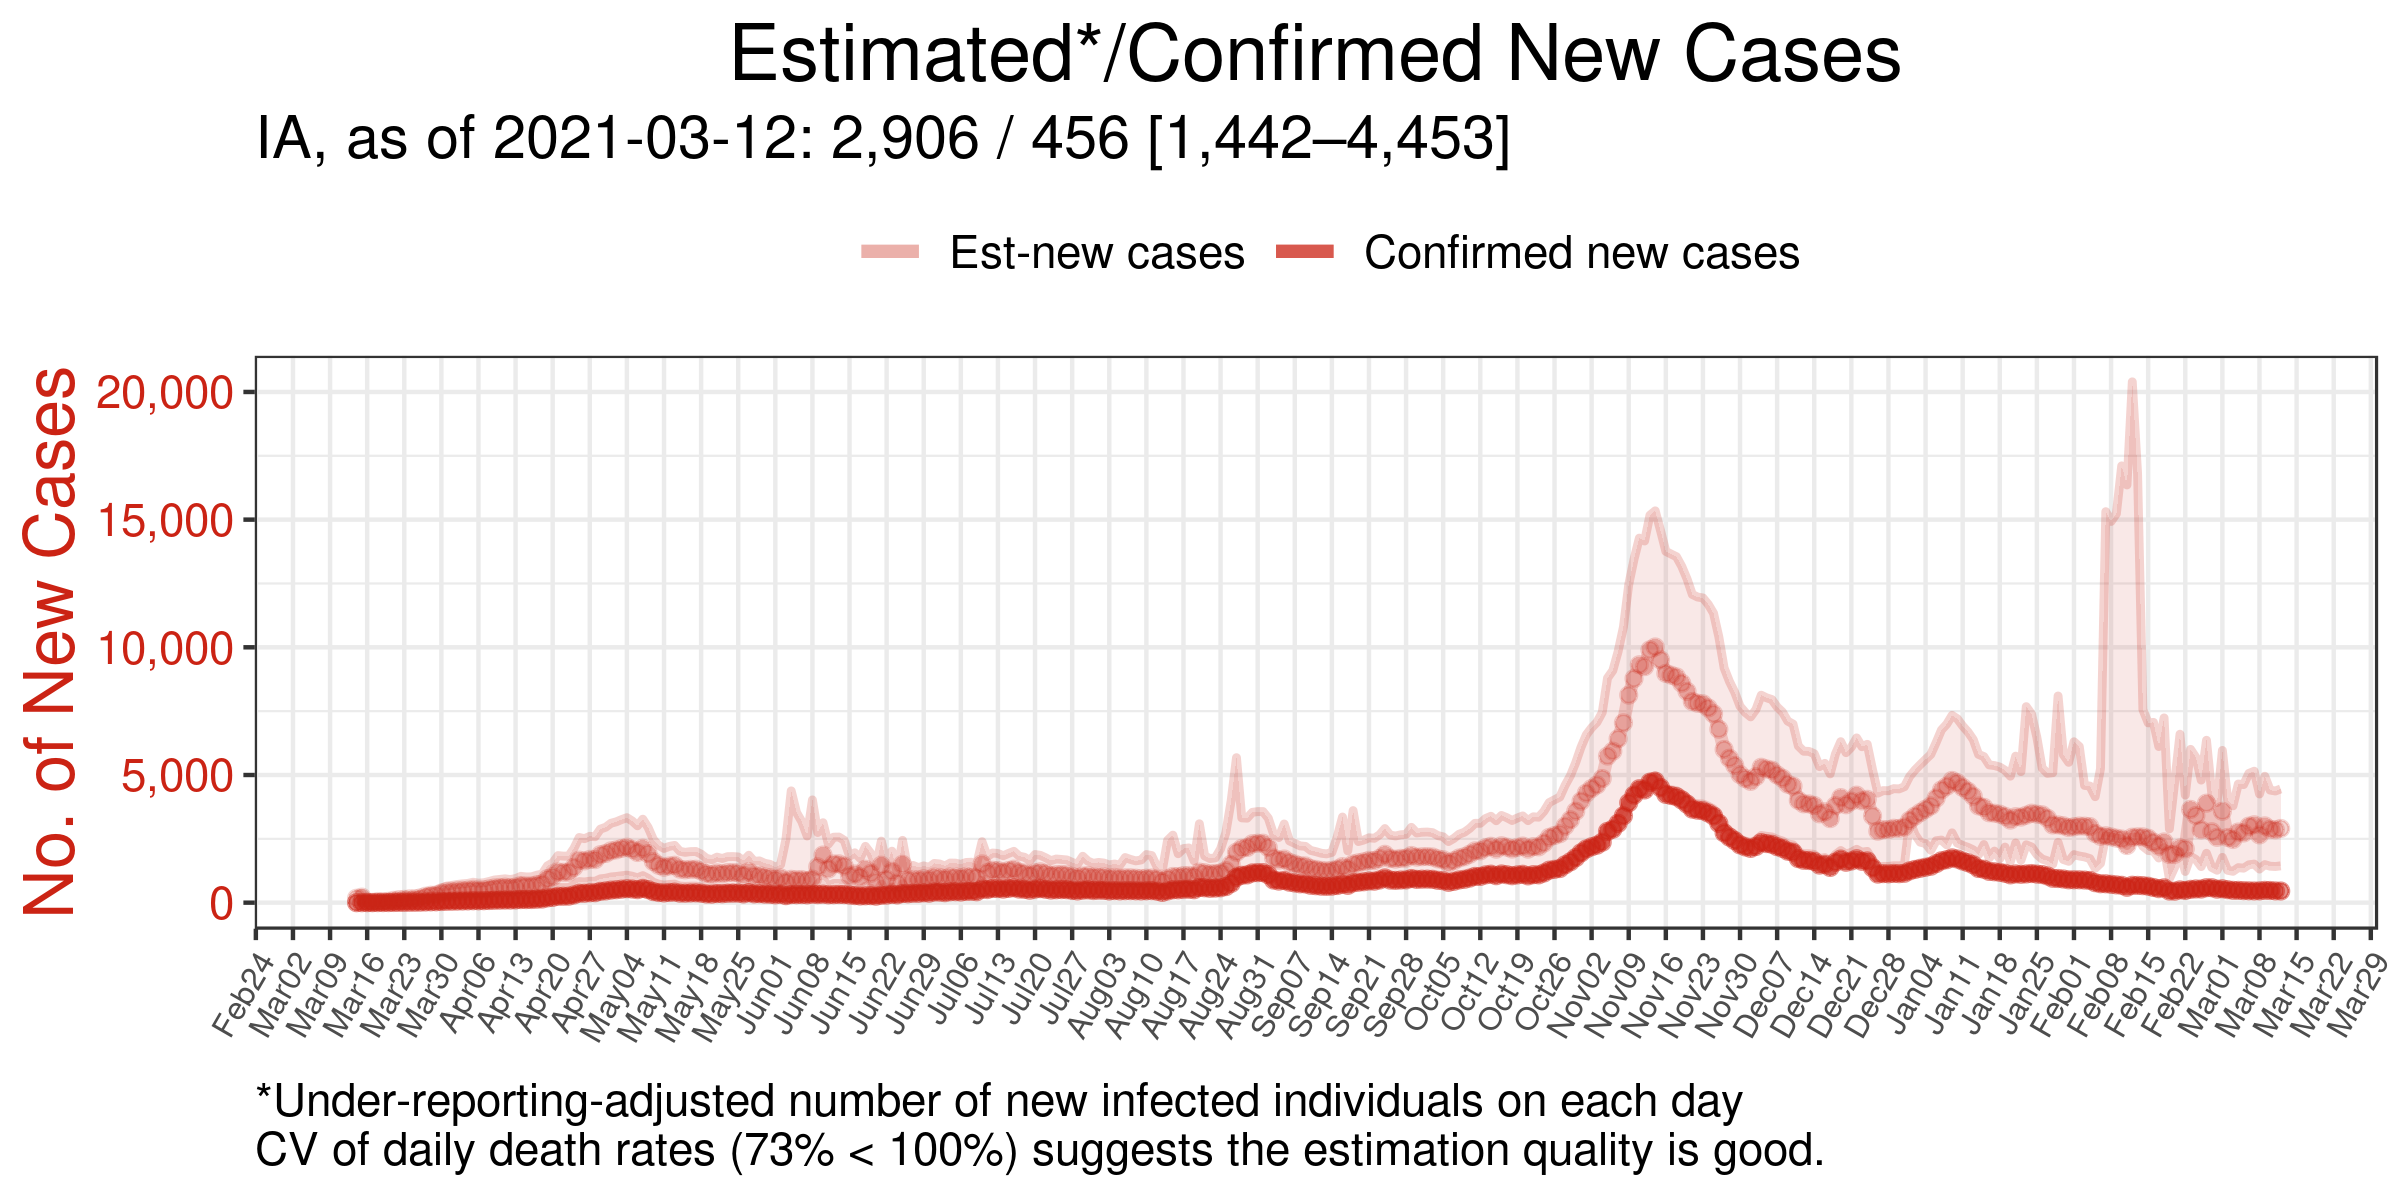 Estimated*/Confirmed New Cases
IA, as of 2021-03-12: 2,906 / 456 [1,442–4,453]
Est-new cases
Confirmed new cases
No. of New Cases
20,000
15,000
10,000
5,000
0
Feb24
Mar02
Mar09
Mar16
Mar23
Mar30
Apr06
Apr13
Apr20
Apr27
May04
May11
May18
May25
Jun01
Jun08
Jun15
Jun22
Jun29
Jul06
Jul13
Jul20
Jul27
Aug03
Aug10
Aug17
Aug24
Aug31
Sep07
Sep14
Sep21
Sep28
Oct05
Oct12
Oct19
Oct26
Nov02
Nov09
Nov16
Nov23
Nov30
Dec07
Dec14
Dec21
Dec28
Jan04
Jan11
Jan18
Jan25
Feb01
Feb08
Feb15
Feb22
Mar01
Mar08
Mar15
Mar22
Mar29
*Under-reporting-adjusted number of new infected individuals on each day
CV of daily death rates (73% < 100%) suggests the estimation quality is good.